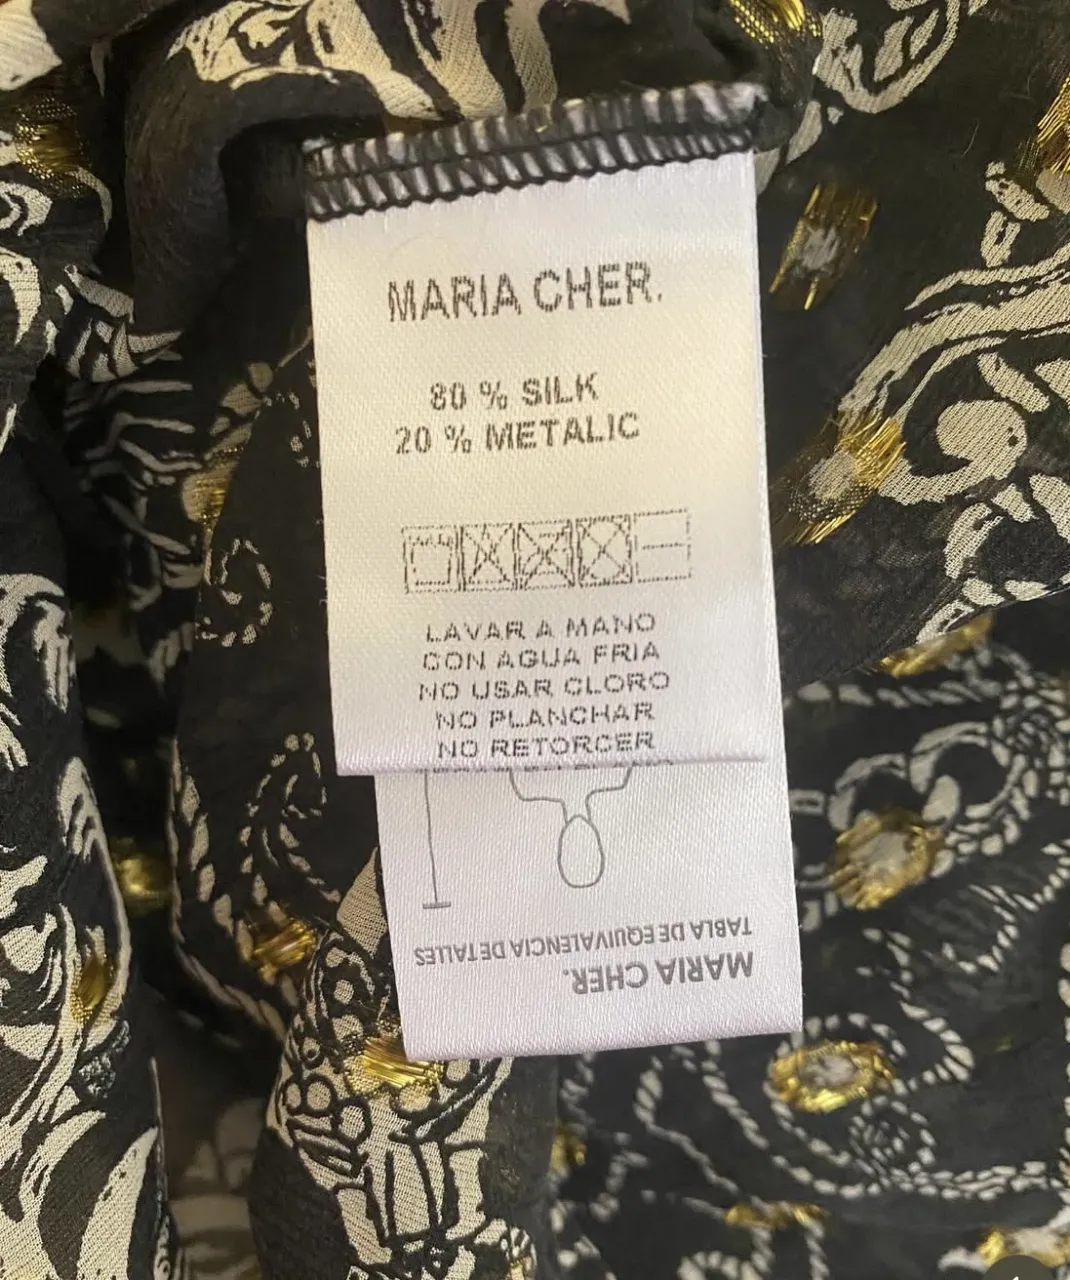 MARIA CHER.
80 % SILK
20 % METALIC
LAVAR A MANO
CON AGUA FRIA
NO USAR CLORO
NO PLANCHAR
NO RETORCER
TABLA DE EQUIVALENCIA DE TALLES
MARIA CHER.